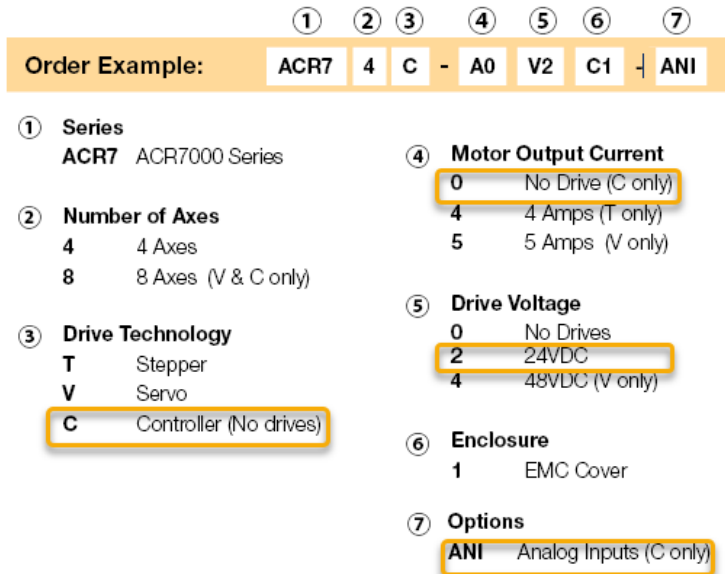 ① ② ③ ④ ⑤ ⑥ ⑦
Order Example: ACR7 4 C - A0 V2 C1 - ANI
① Series
ACR7 ACR7000 Series
② Number of Axes
4 4 Axes
8 8 Axes (V & C only)
③ Drive Technology
T Stepper
V Servo
C Controller (No drives)
④ Motor Output Current
0 No Drive (C only)
4 4 Amps (T only)
5 5 Amps (V only)
⑤ Drive Voltage
0 No Drives
2 24VDC
4 48VDC (V only)
⑥ Enclosure
1 EMC Cover
⑦ Options
ANI Analog Inputs (C only)